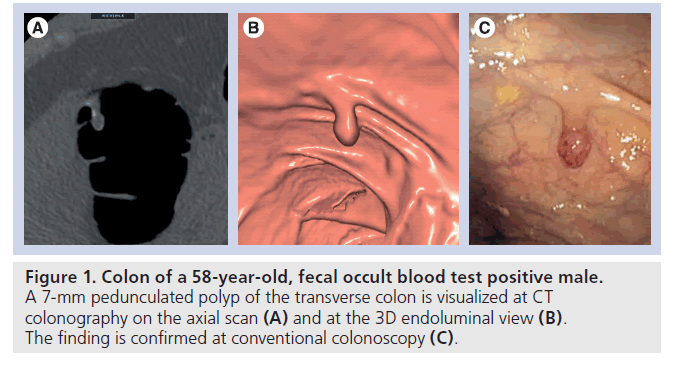 A
B
C
Figure 1. Colon of a 58-year-old, fecal occult blood test positive male.
A 7-mm pedunculated polyp of the transverse colon is visualized at CT
colonography on the axial scan (A) and at the 3D endoluminal view (B).
The finding is confirmed at conventional colonoscopy (C).